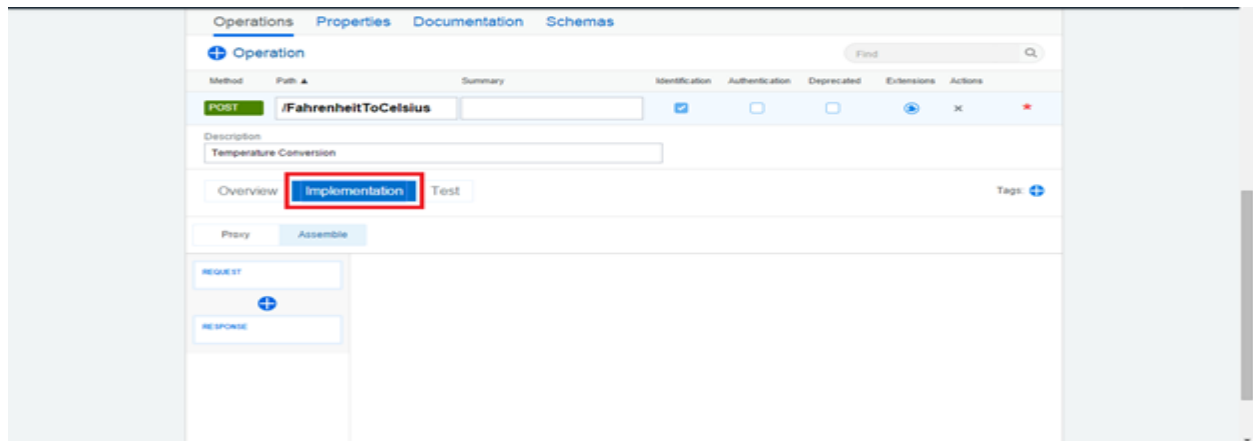 Operations Properties Documentation Schemas
Operation Find
Method Path ▲ Summary Identification Authentication Deprecated Extensions Actions
POST /FahrenheitToCelsius × *
Description
Temperature Conversion
Overview Implementation Test Tags:
Proxy Assemble
REQUEST
RESPONSE